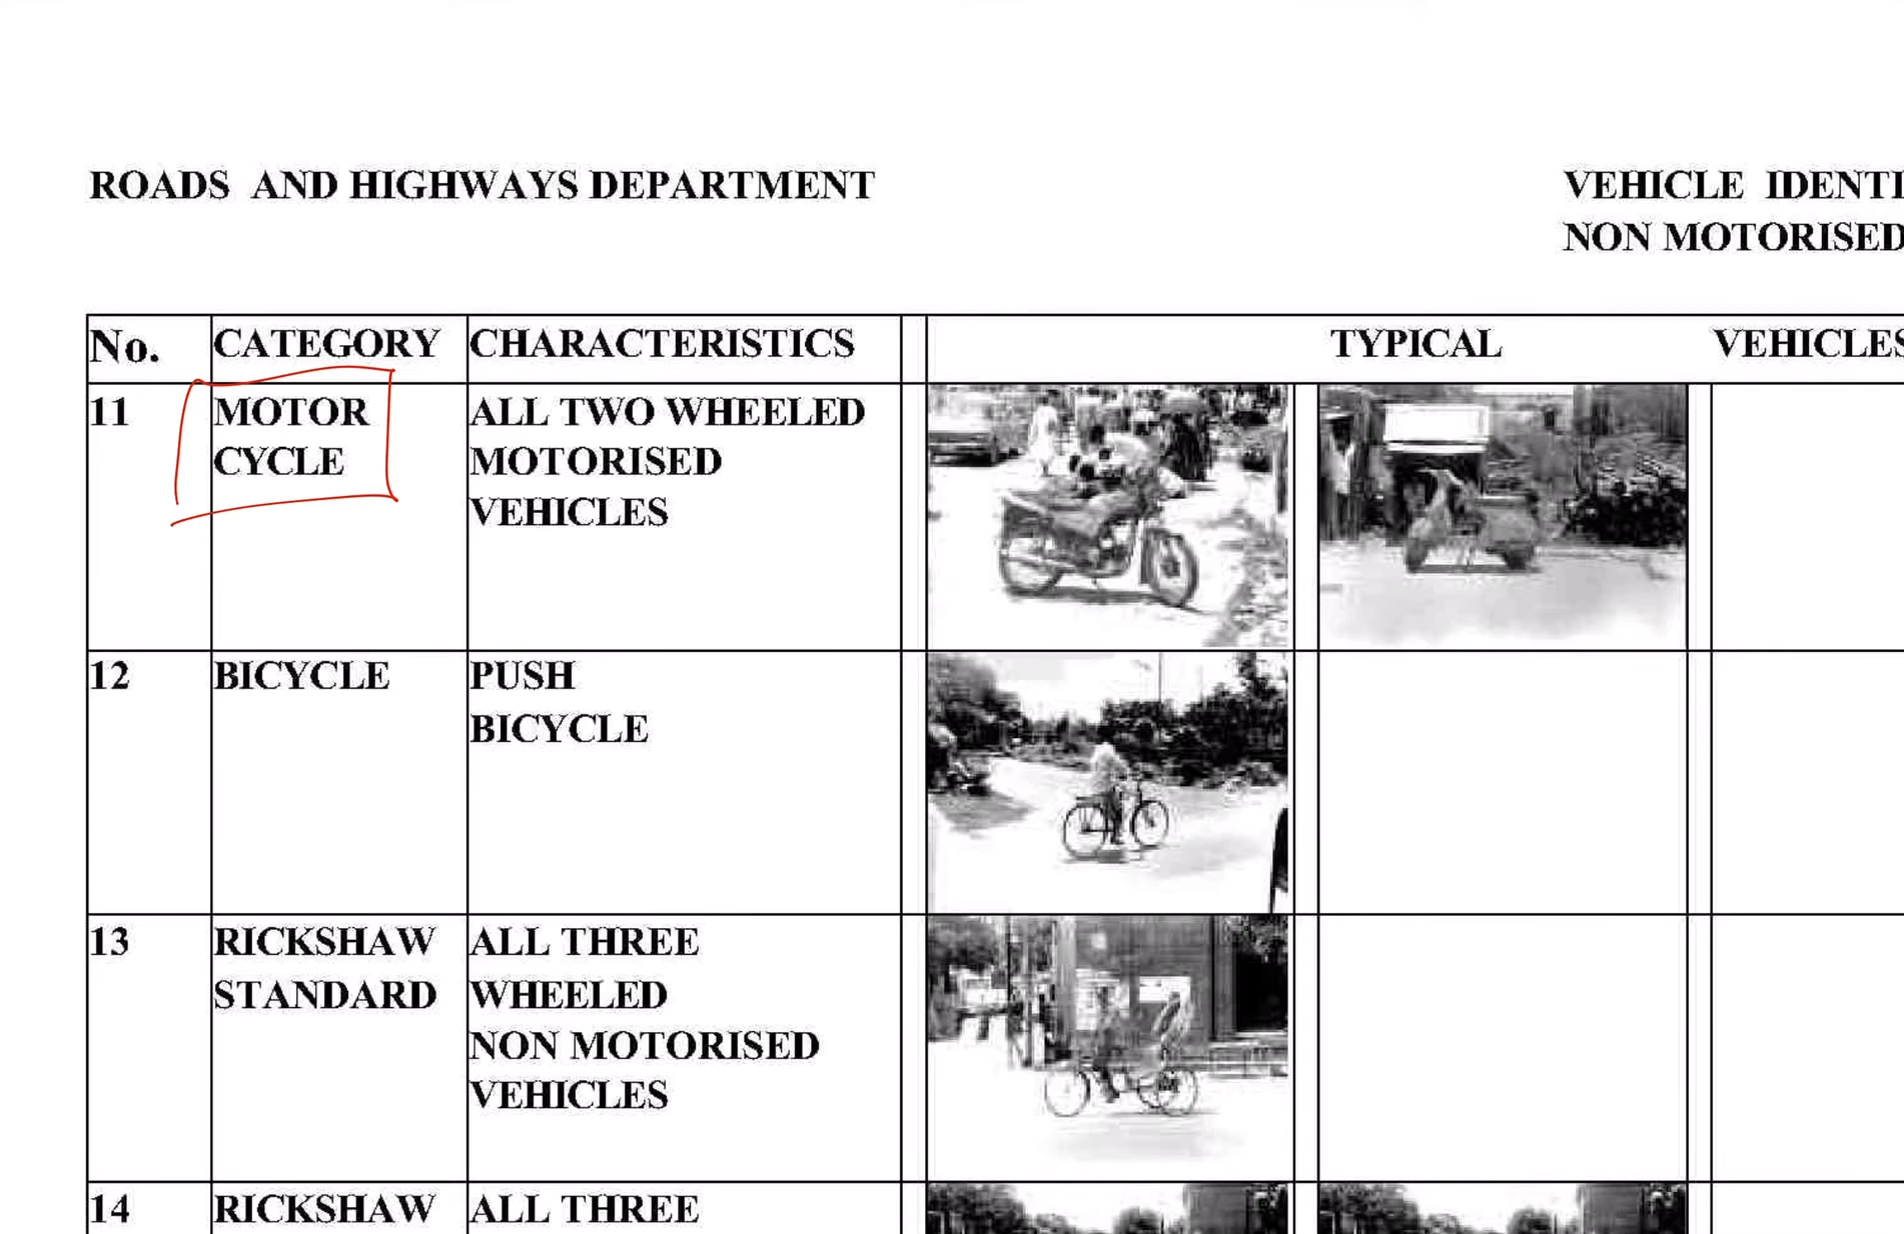 ROADS AND HIGHWAYS DEPARTMENT
VEHICLE IDENTI
NON MOTORISED
No. CATEGORY CHARACTERISTICS TYPICAL VEHICLES
11 MOTOR CYCLE ALL TWO WHEELED MOTORISED VEHICLES
12 BICYCLE PUSH BICYCLE
13 RICKSHAW STANDARD ALL THREE WHEELED NON MOTORISED VEHICLES
14 RICKSHAW ALL THREE